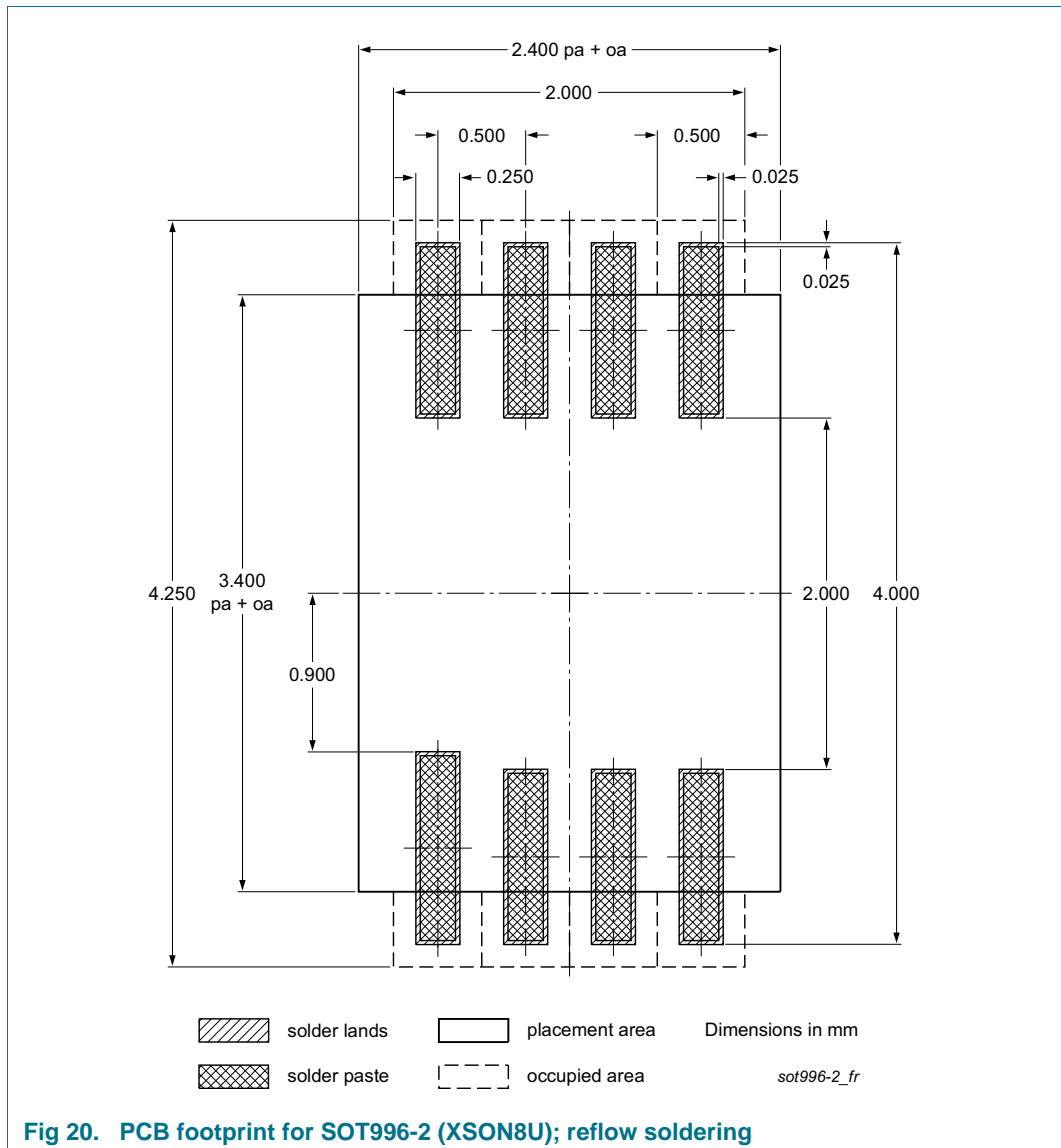 2.400 pa + oa
2.000
0.500 0.500
0.250 0.025
0.025
4.250 3.400 2.000 4.000
pa + oa
0.900
solder lands placement area Dimensions in mm
solder paste occupied area sot996-2_fr
Fig 20. PCB footprint for SOT996-2 (XSON8U); reflow soldering